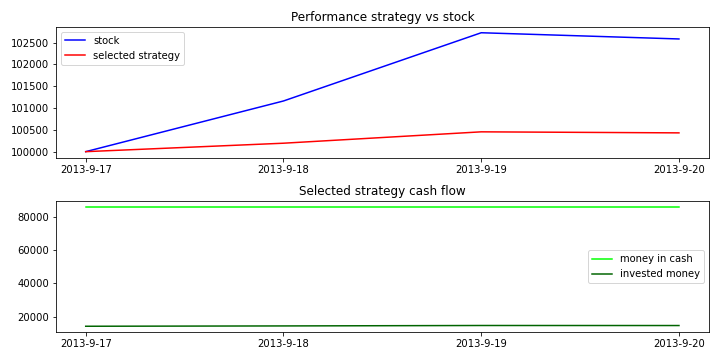 Performance strategy vs stock
102500
102000
101500
101000
100500
100000
stock
selected strategy
2013-9-17 2013-9-18 2013-9-19 2013-9-20
Selected strategy cash flow
80000
60000
40000
20000
money in cash
invested money
2013-9-17 2013-9-18 2013-9-19 2013-9-20